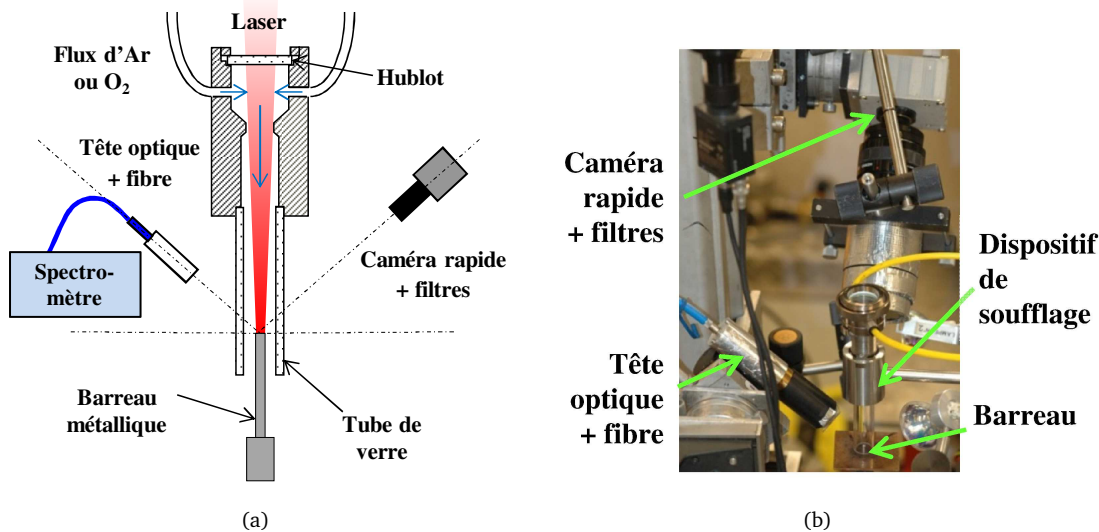 Laser
Flux d'Ar
ou O₂
Hublot
Tête optique
+ fibre
Spectro-
mètre
Caméra rapide
+ filtres
Barreau
métallique
Tube de
verre
(a)
Caméra
rapide
+ filtres
Dispositif
de
soufflage
Tête
optique
+ fibre
Barreau
(b)